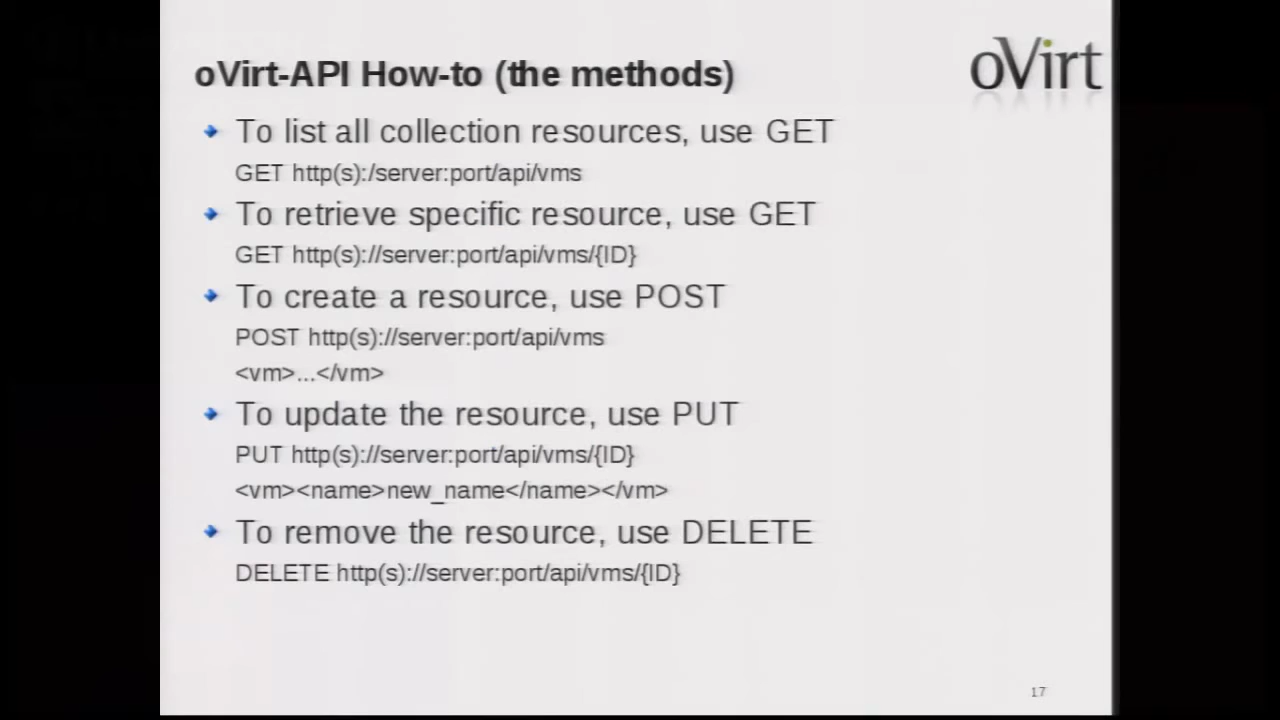 oVirt-API How-to (the methods)
oVirt
To list all collection resources, use GET
GET http(s):/server:port/api/vms
To retrieve specific resource, use GET
GET http(s)://server:port/api/vms/{ID}
To create a resource, use POST
POST http(s)://server:port/api/vms
<vm>...</vm>
To update the resource, use PUT
PUT http(s)://server:port/api/vms/{ID}
<vm><name>new_name</name></vm>
To remove the resource, use DELETE
DELETE http(s)://server:port/api/vms/{ID}
17